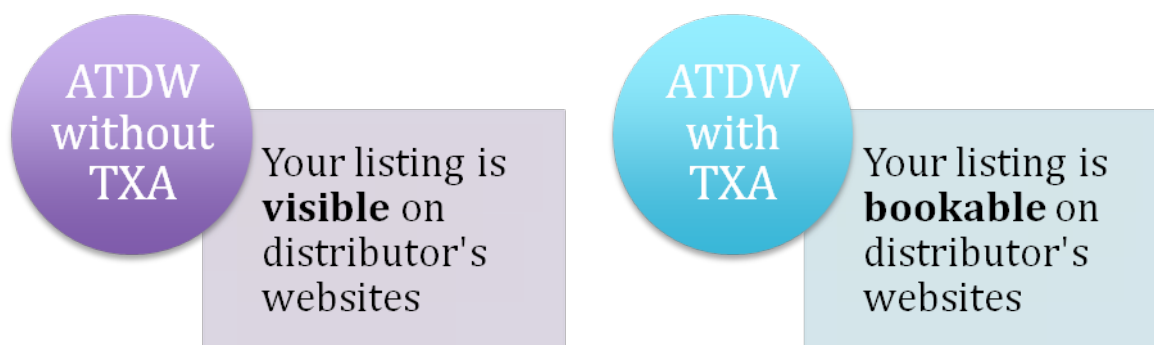 ATDW
without
TXA
Your listing is
visible on
distributor's
websites
ATDW
with
TXA
Your listing is
bookable on
distributor's
websites